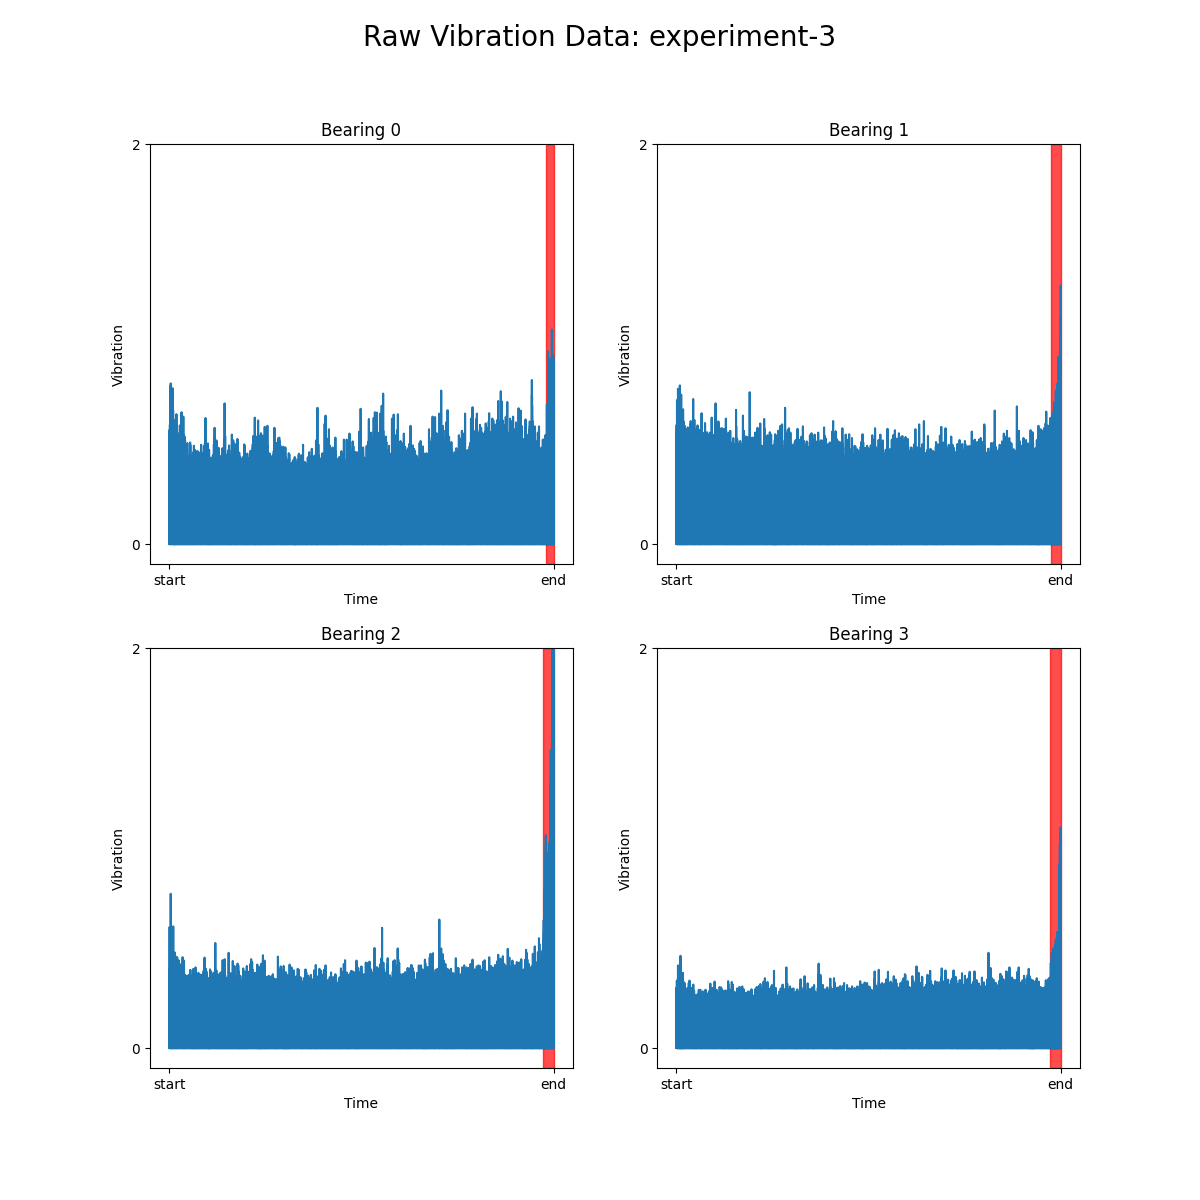 Raw Vibration Data: experiment-3
Bearing 0
2
Vibration
0
start
end
Time
Bearing 1
2
Vibration
0
start
end
Time
Bearing 2
2
Vibration
0
start
end
Time
Bearing 3
2
Vibration
0
start
end
Time